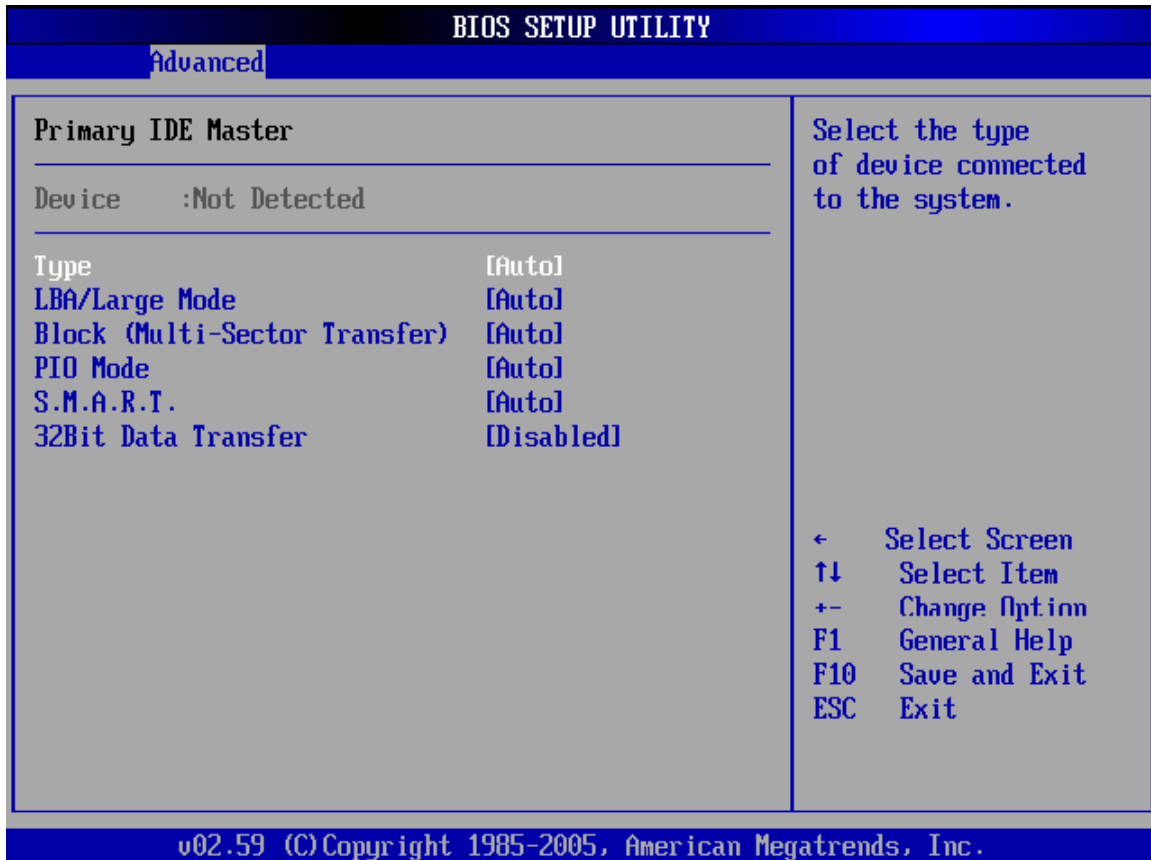 BIOS SETUP UTILITY
Advanced
Primary IDE Master
Device :Not Detected
Type [Auto]
LBA/Large Mode [Auto]
Block (Multi-Sector Transfer) [Auto]
PIO Mode [Auto]
S.M.A.R.T. [Auto]
32Bit Data Transfer [Disabled]
Select the type
of device connected
to the system.
← Select Screen
↑↓ Select Item
+- Change Option
F1 General Help
F10 Save and Exit
ESC Exit
v02.59 (C)Copyright 1985-2005, American Megatrends, Inc.